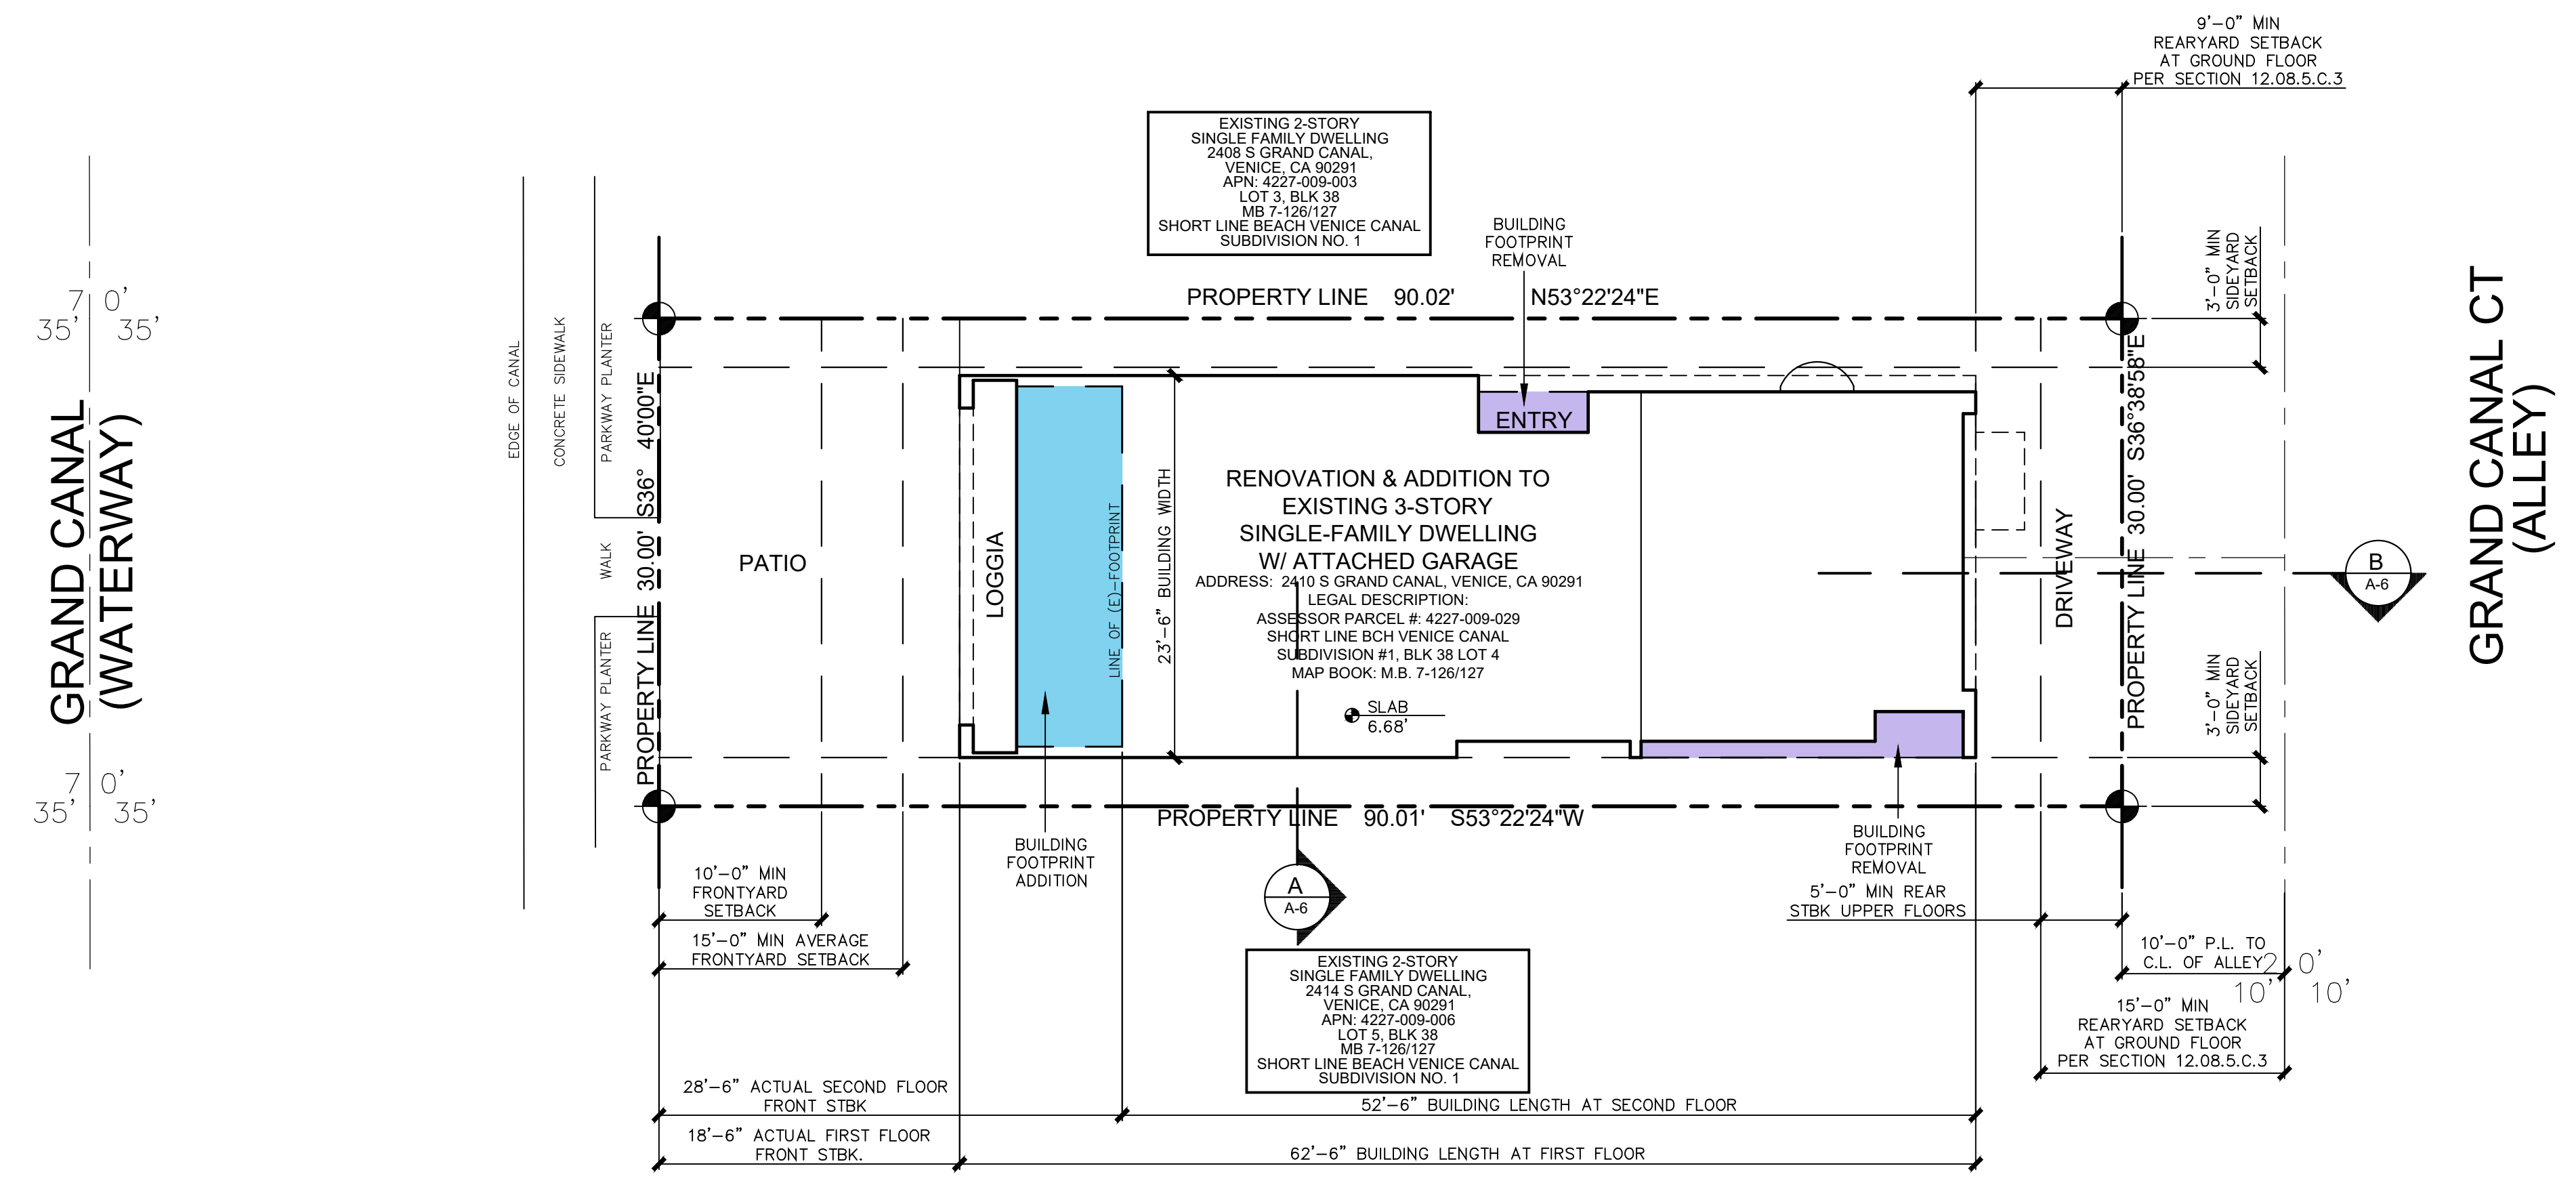 9'-0" MIN
REARYARD SETBACK
AT GROUND FLOOR
PER SECTION 12.08.5.C.3
EXISTING 2-STORY
SINGLE FAMILY DWELLING
2408 S GRAND CANAL,
VENICE, CA 90291
APN: 4227-009-003
LOT 3, BLK 38
MB 7-126/127
SHORT LINE BEACH VENICE CANAL
SUBDIVISION NO. 1
BUILDING
FOOTPRINT
REMOVAL
3'-0" MIN
SIDEYARD
SETBACK
PROPERTY LINE 90.02' N53°22'24"E
70'
35' 35'
GRAND CANAL
(WATERWAY)
70'
35' 35'
EDGE OF CANAL
CONCRETE SIDEWALK
PARKWAY PLANTER
WALK
PARKWAY PLANTER
PROPERTY LINE 30.00' S36° 40'00"E
PATIO
LOGGIA
LINE OF (E)-FOOTPRINT
23'-6" BUILDING WIDTH
ENTRY
RENOVATION & ADDITION TO
EXISTING 3-STORY
SINGLE-FAMILY DWELLING
W/ ATTACHED GARAGE
ADDRESS: 2410 S GRAND CANAL, VENICE, CA 90291
LEGAL DESCRIPTION:
ASSESSOR PARCEL #: 4227-009-029
SHORT LINE BCH VENICE CANAL
SUBDIVISION #1, BLK 38 LOT 4
MAP BOOK: M.B. 7-126/127
SLAB
6.68'
DRIVEWAY
PROPERTY LINE 30.00' S36°38'58"E
B
A-6
GRAND CANAL CT
(ALLEY)
3'-0" MIN
SIDEYARD
SETBACK
PROPERTY LINE 90.01' S53°22'24"W
BUILDING
FOOTPRINT
ADDITION
BUILDING
FOOTPRINT
REMOVAL
A
A-6
10'-0" MIN
FRONTYARD
SETBACK
15'-0" MIN AVERAGE
FRONTYARD SETBACK
5'-0" MIN REAR
STBK UPPER FLOORS
10'-0" P.L. TO
C.L. OF ALLEY
20'
10' 10'
15'-0" MIN
REARYARD SETBACK
AT GROUND FLOOR
PER SECTION 12.08.5.C.3
EXISTING 2-STORY
SINGLE FAMILY DWELLING
2414 S GRAND CANAL,
VENICE, CA 90291
APN: 4227-009-006
LOT 5, BLK 38
MB 7-126/127
SHORT LINE BEACH VENICE CANAL
SUBDIVISION NO. 1
28'-6" ACTUAL SECOND FLOOR
FRONT STBK
52'-6" BUILDING LENGTH AT SECOND FLOOR
18'-6" ACTUAL FIRST FLOOR
FRONT STBK.
62'-6" BUILDING LENGTH AT FIRST FLOOR